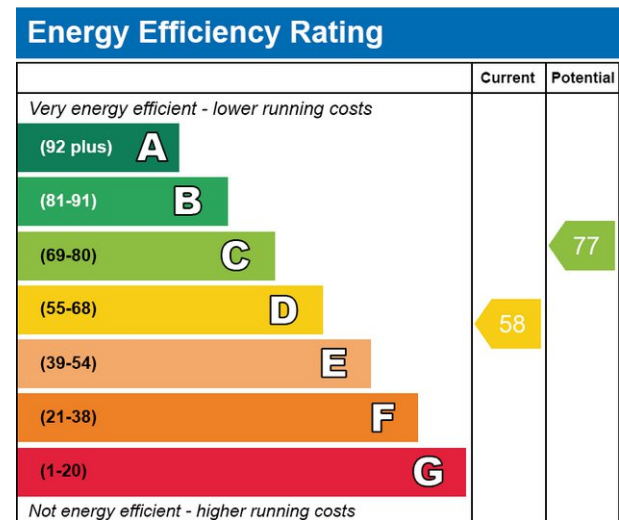 Energy Efficiency Rating
Current Potential
Very energy efficient - lower running costs
(92 plus) A
(81-91) B
(69-80) C
77
(55-68) D
58
(39-54) E
(21-38) F
(1-20) G
Not energy efficient - higher running costs